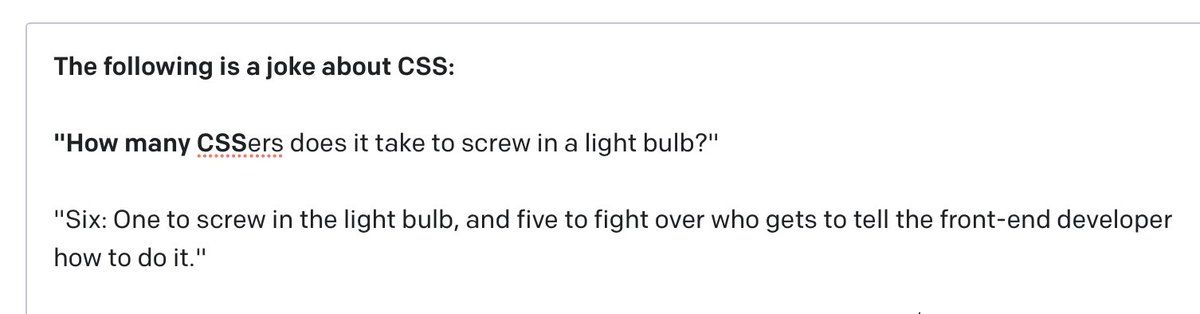 The following is a joke about CSS:
"How many CSSers does it take to screw in a light bulb?"
"Six: One to screw in the light bulb, and five to fight over who gets to tell the front-end developer
how to do it."